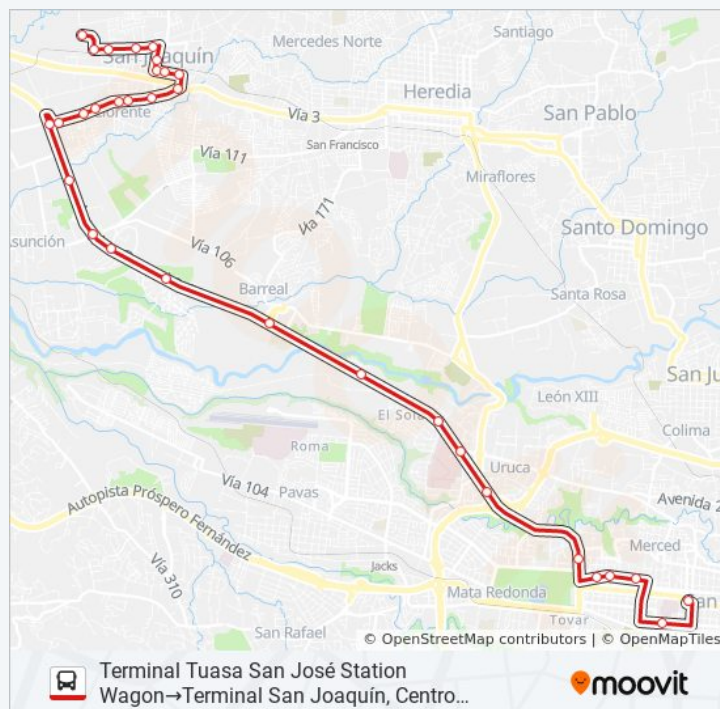 Santiago
Mercedes Norte
San Joaquín
Heredia
San Pablo
Vía 3
Llorente
San Francisco
Vía 111
Miraflores
Vía 171
Santo Domingo
Asunción
Vía 106
Barreal
Santa Rosa
San Ju
León XIII
El Sol
Colima
Roma
Uruca
Vía 104
Pavas
Avenida 2
Autopista Próspero Fernández
Merced
Jacks
Vía 310
Mata Redonda
San
Tovar
San Rafael
© OpenStreetMap contributors | © OpenMapTiles
Terminal Tuasa San José Station
Wagon→Terminal San Joaquín, Centro…
moovit